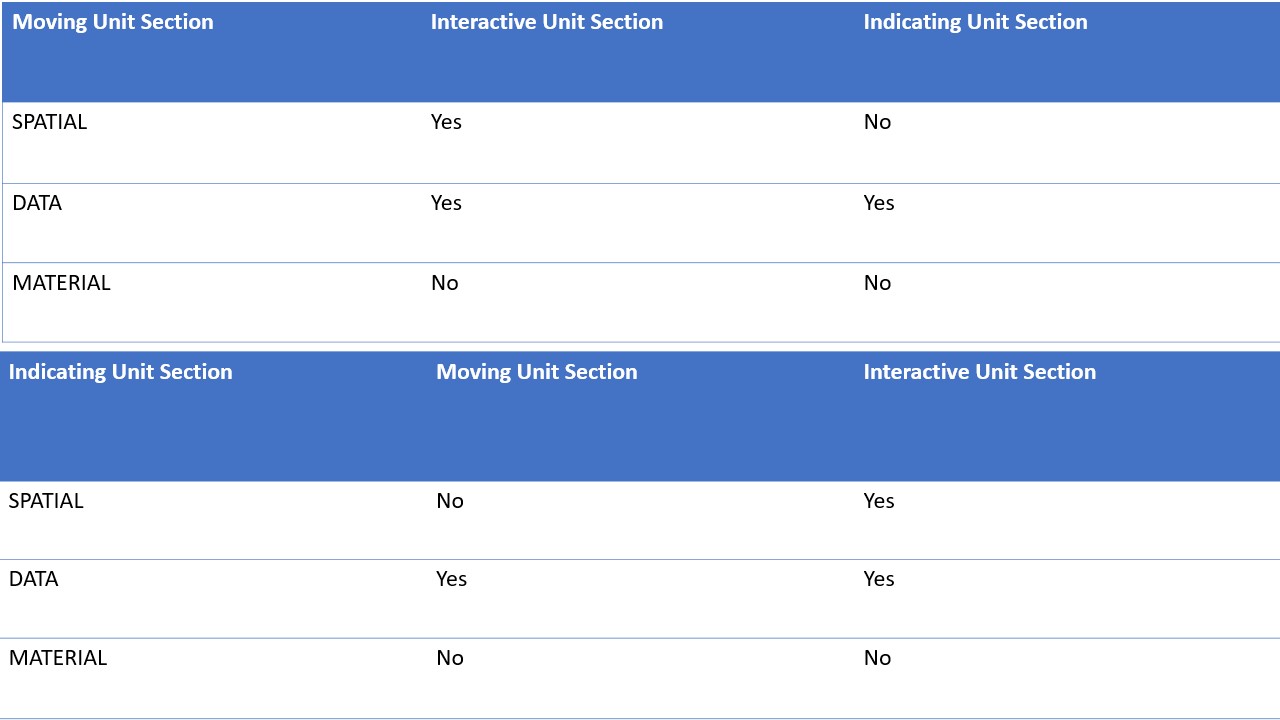 Moving Unit Section Interactive Unit Section Indicating Unit Section
SPATIAL Yes No
DATA Yes Yes
MATERIAL No No
Indicating Unit Section Moving Unit Section Interactive Unit Section
SPATIAL No Yes
DATA Yes Yes
MATERIAL No No